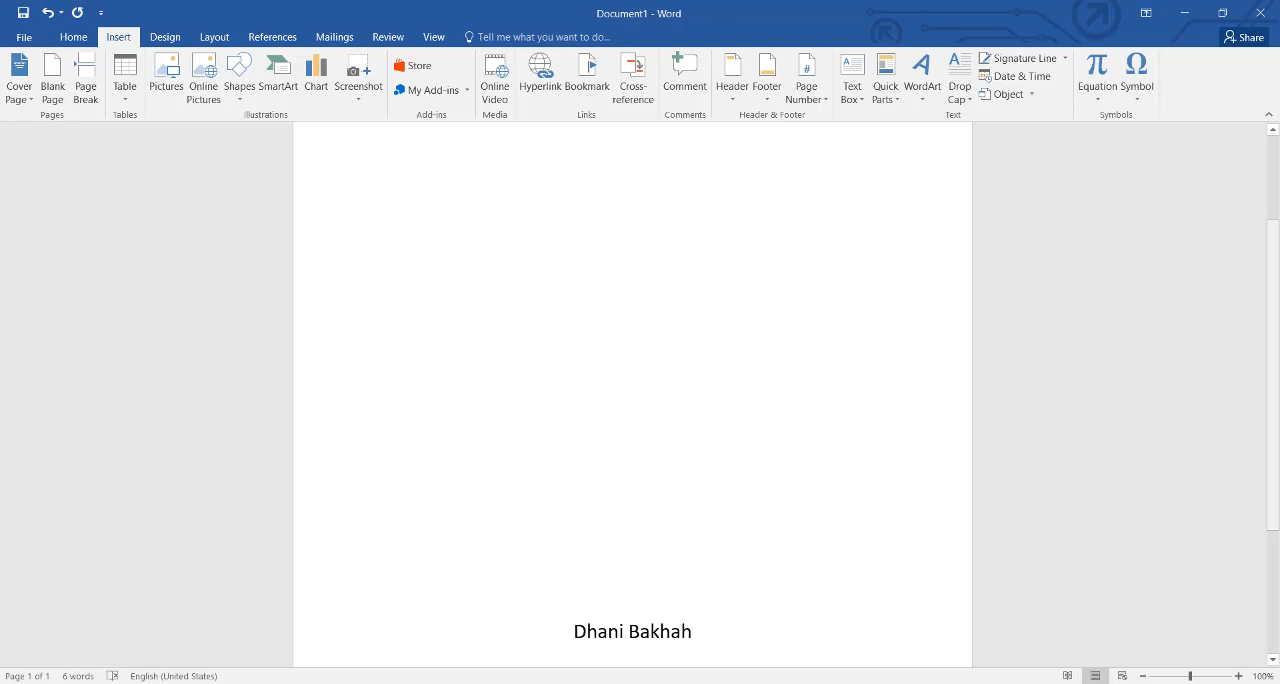 Document1 - Word
File Home Insert Design Layout References Mailings Review View Tell me what you want to do... Share
Cover Page Blank Page Page Break Table Pictures Online Pictures Shapes SmartArt Chart Screenshot Store My Add-ins Online Video Hyperlink Bookmark Cross-reference Comment Header Footer Page Number Text Box Quick Parts WordArt Drop Cap Signature Line Date & Time Object Equation Symbol
Pages Tables Illustrations Add-ins Media Links Comments Header & Footer Text Symbols
Dhani Bakhah
Page 1 of 1 6 words English (United States) 100%